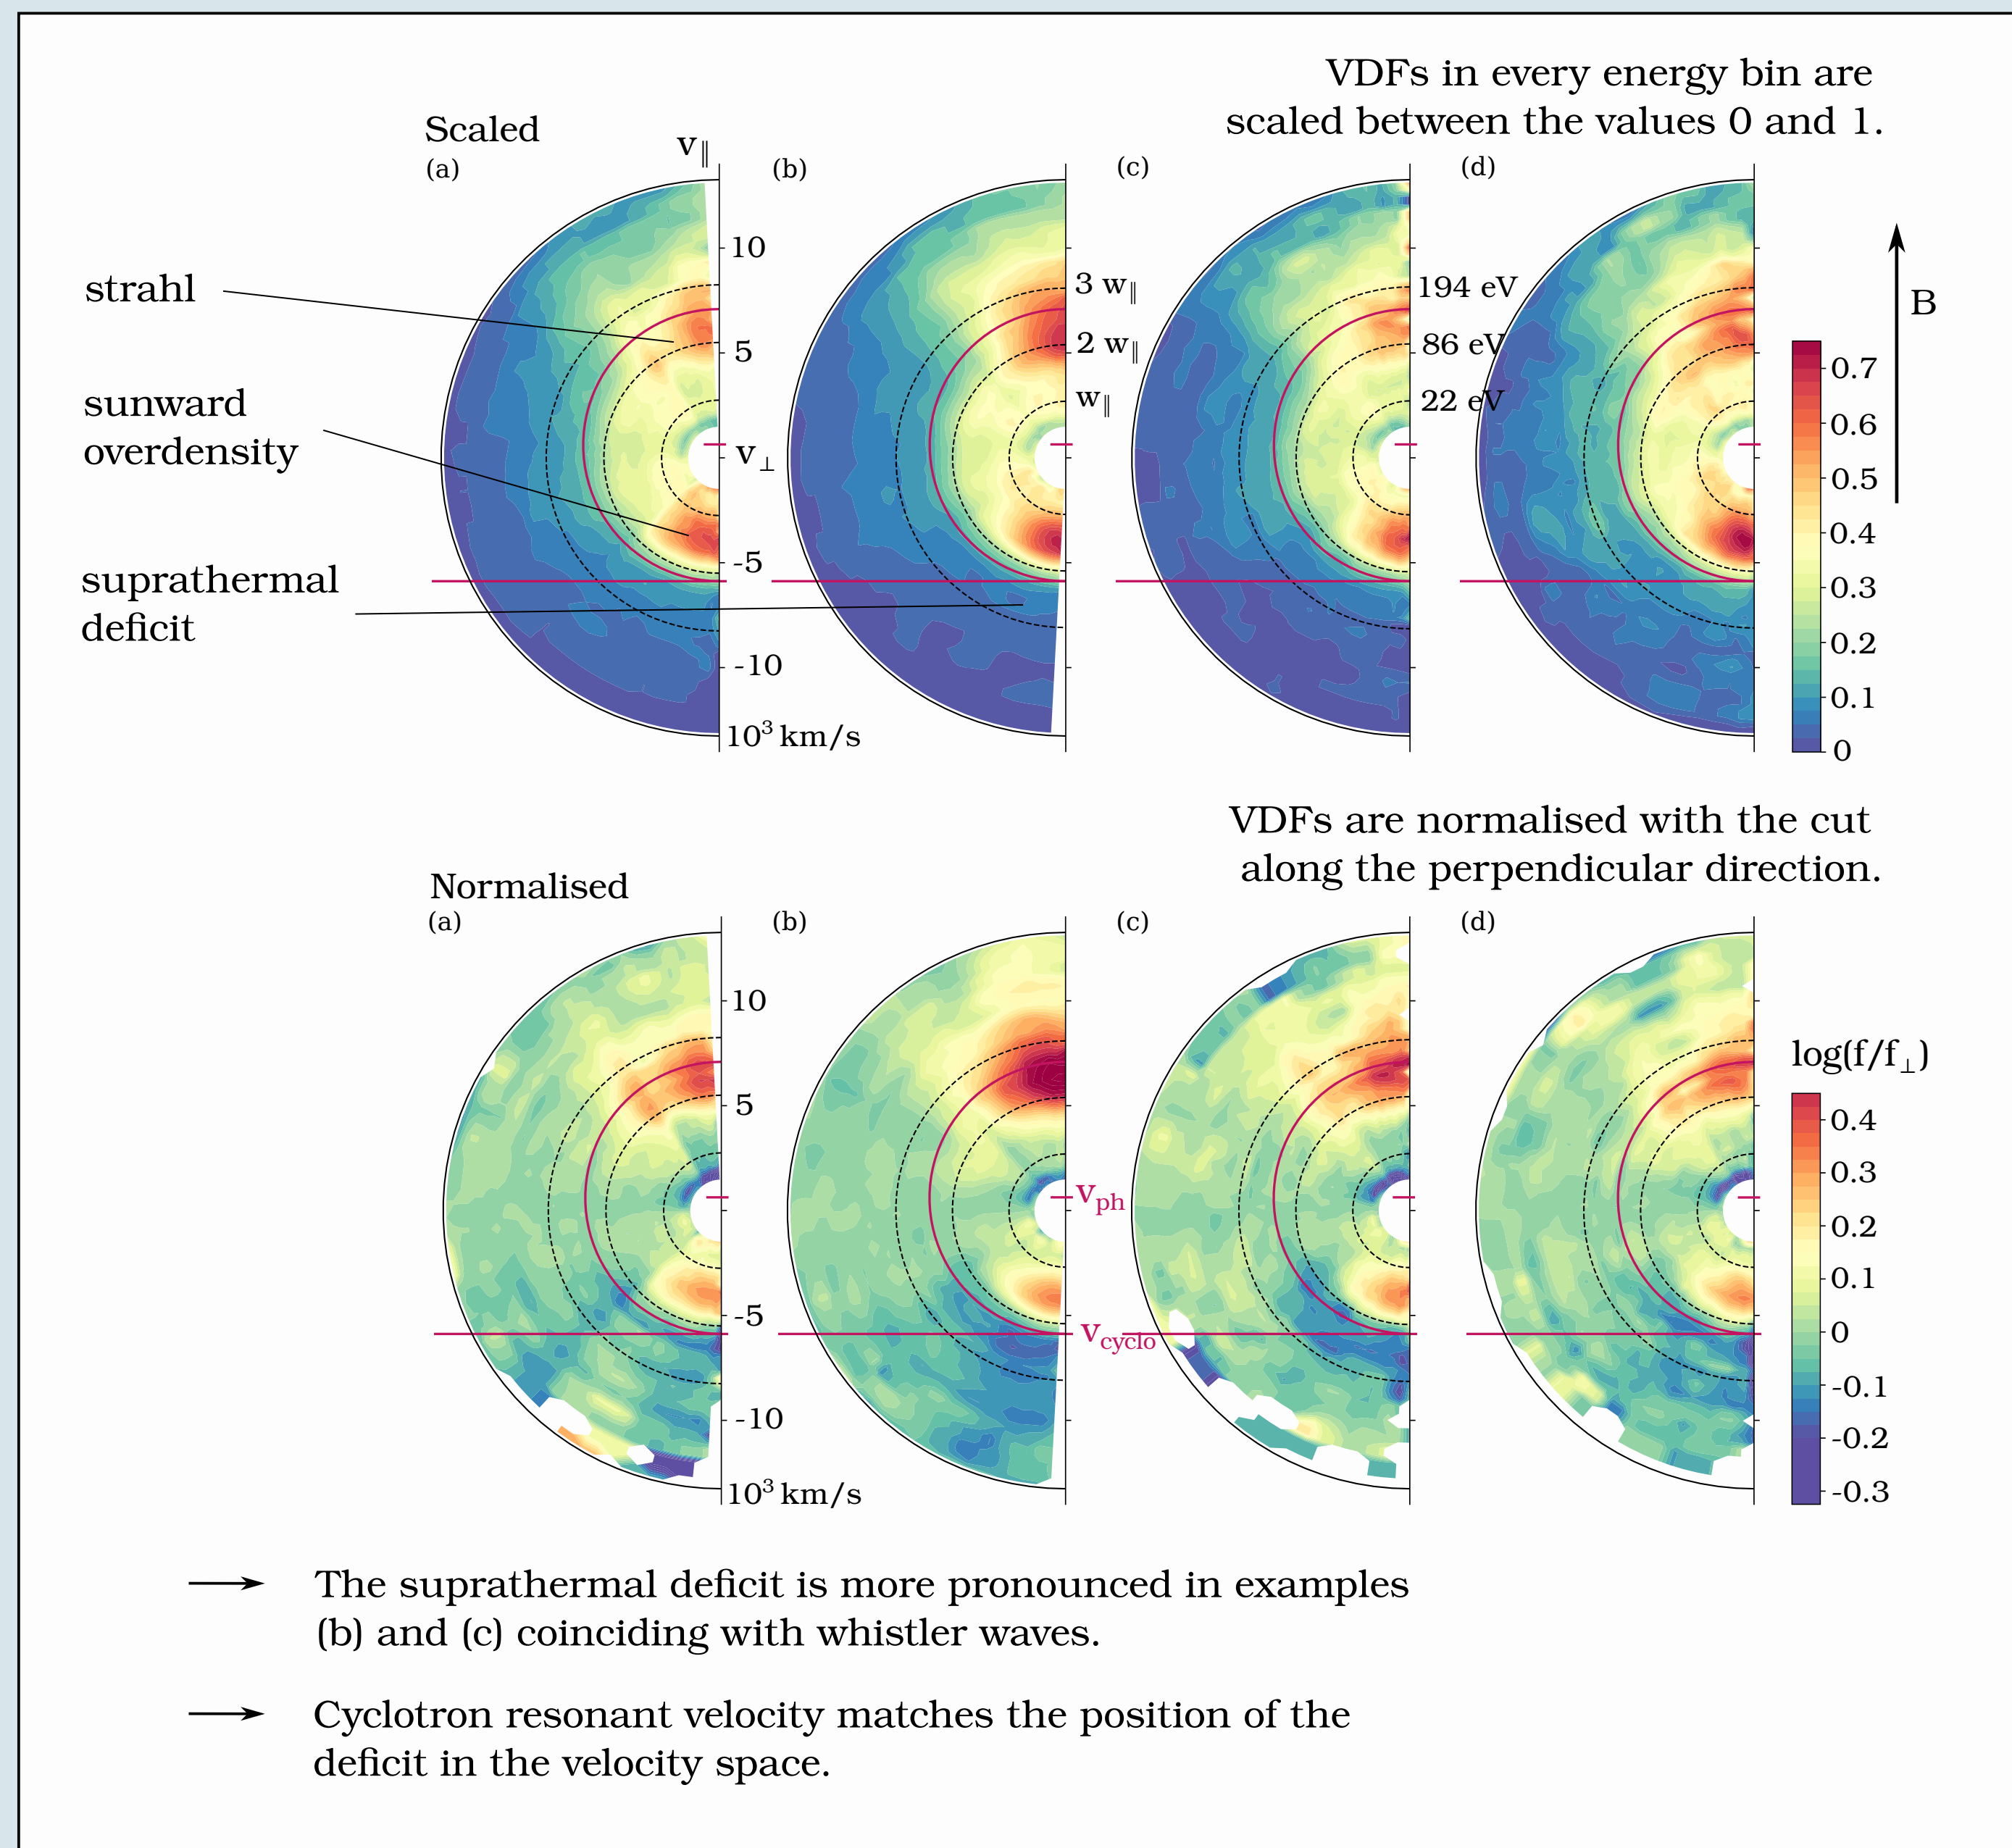 VDFs in every energy bin are
scaled between the values 0 and 1.
Scaled
v∥
(a)
(b)
(c)
(d)
10
5
v⊥
-5
-10
10³ km/s
strahl
sunward
overdensity
suprathermal
deficit
3 w∥
2 w∥
w∥
194 eV
86 eV
22 eV
B
0.7
0.6
0.5
0.4
0.3
0.2
0.1
0
VDFs are normalised with the cut
along the perpendicular direction.
Normalised
(a)
(b)
(c)
(d)
10
5
-5
-10
10³ km/s
vph
vcyclo
log(f/f⊥)
0.4
0.3
0.2
0.1
0
-0.1
-0.2
-0.3
The suprathermal deficit is more pronounced in examples
(b) and (c) coinciding with whistler waves.
Cyclotron resonant velocity matches the position of the
deficit in the velocity space.